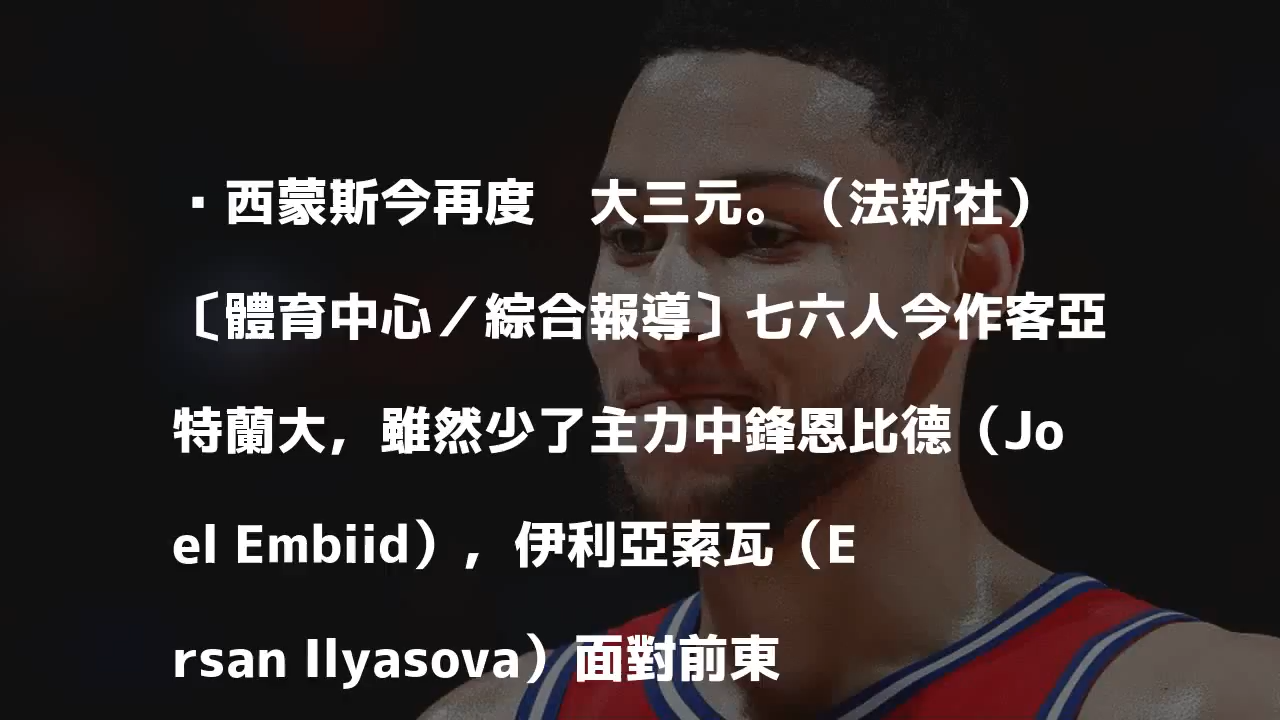 ·西蒙斯今再度　大三元。（法新社）
〔體育中心／綜合報導〕七六人今作客亞
特蘭大，雖然少了主力中鋒恩比德（Jo
el Embiid），伊利亞索瓦（E
rsan Ilyasova）面對前東